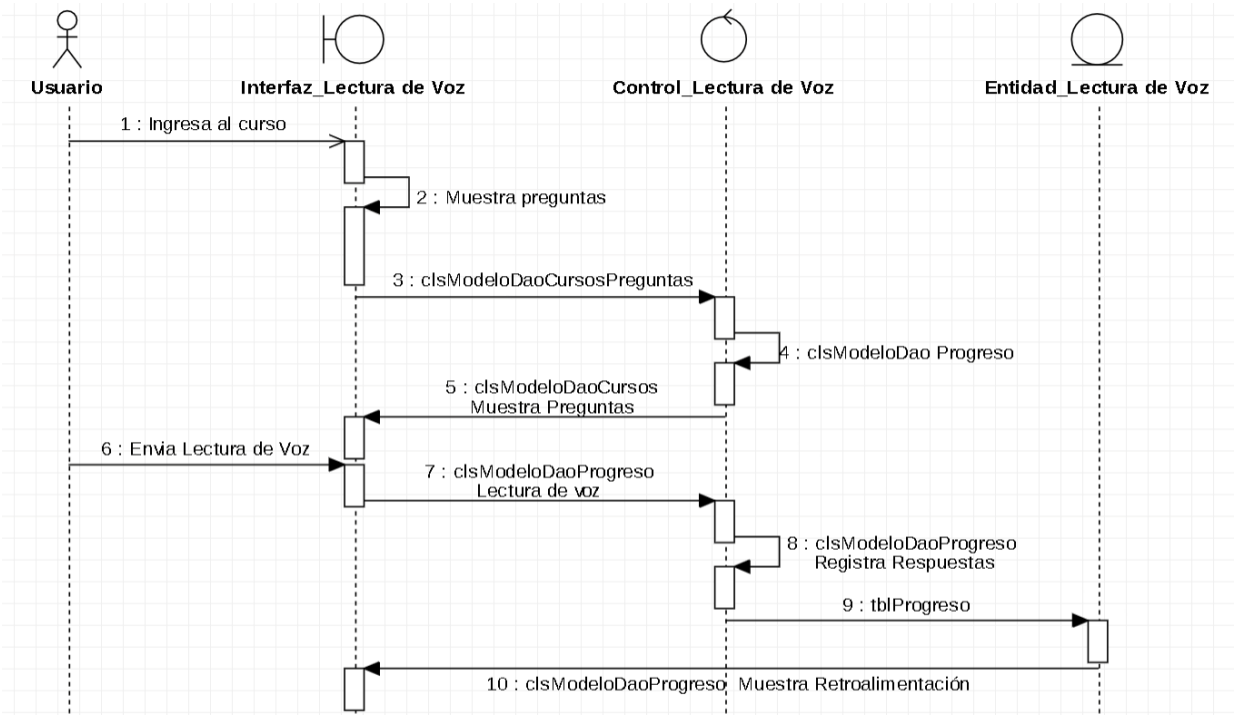 Usuario
Interfaz_Lectura de Voz
Control_Lectura de Voz
Entidad_Lectura de Voz
1 : Ingresa al curso
2 : Muestra preguntas
3 : clsModeloDaoCursosPreguntas
4 : clsModeloDao Progreso
5 : clsModeloDaoCursos
Muestra Preguntas
6 : Envia Lectura de Voz
7 : clsModeloDaoProgreso
Lectura de voz
8 : clsModeloDaoProgreso
Registra Respuestas
9 : tblProgreso
10 : clsModeloDaoProgreso Muestra Retroalimentación